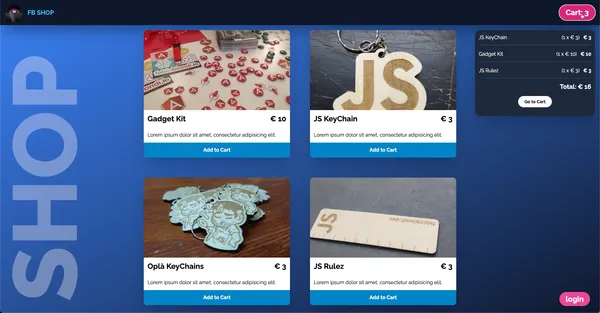 FB SHOP
Cart: 3
SHOP
Gadget Kit € 10
Lorem ipsum dolor sit amet, consectetur adipisicing elit.
Add to Cart
JS
JS KeyChain € 3
Lorem ipsum dolor sit amet, consectetur adipisicing elit.
Add to Cart
JS KeyChain (1 x € 3) € 3
Gadget Kit (1 x € 10) € 10
JS Rulez (1 x € 3) € 3
Total: € 16
Go to Cart
Oplà KeyChains € 3
Lorem ipsum dolor sit amet, consectetur adipisicing elit.
Add to Cart
JS
JS Rulez € 3
Lorem ipsum dolor sit amet, consectetur adipisicing elit.
Add to Cart
login